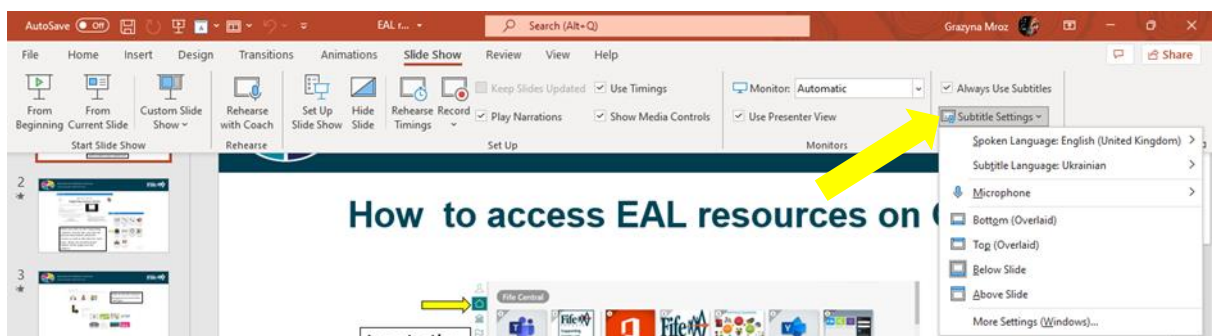 AutoSave Off EAL r... Search (Alt+Q) Grazyna Mroz
File Home Insert Design Transitions Animations Slide Show Review View Help Share
From Beginning
From Current Slide
Custom Slide Show
Rehearse with Coach
Set Up Slide Show
Hide Slide
Rehearse Timings
Record
Keep Slides Updated
Use Timings
Play Narrations
Show Media Controls
Monitor: Automatic
Use Presenter View
Always Use Subtitles
Subtitle Settings
Start Slide Show Rehearse Set Up Monitors
Spoken Language: English (United Kingdom)
Subtitle Language: Ukrainian
Microphone
Bottom (Overlaid)
Top (Overlaid)
Below Slide
Above Slide
More Settings (Windows)...
2
3
How to access EAL resources on
Fife Central
Fife
Fife